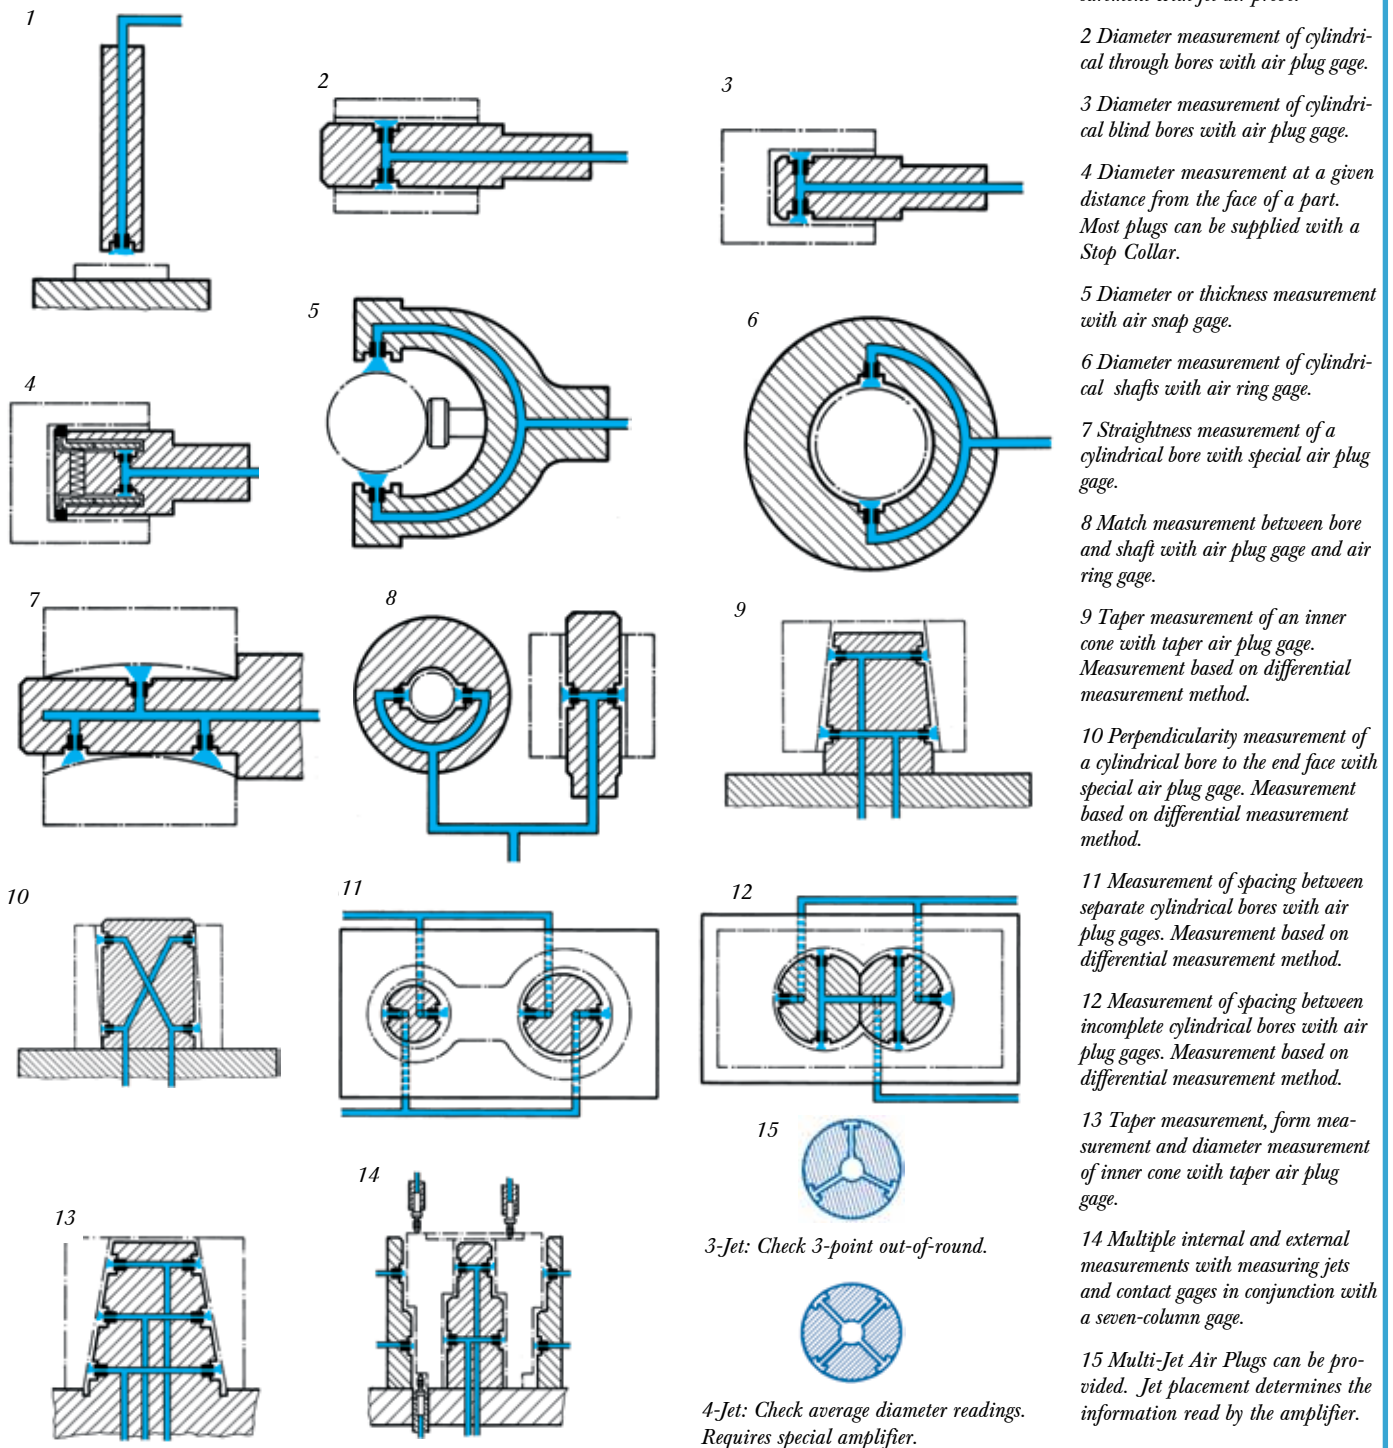 1
2
3
4
5
6
7
8
9
10
11
12
13
14
15
3-Jet: Check 3-point out-of-round.
4-Jet: Check average diameter readings.
Requires special amplifier.
2 Diameter measurement of cylindri-
cal through bores with air plug gage.
3 Diameter measurement of cylindri-
cal blind bores with air plug gage.
4 Diameter measurement at a given
distance from the face of a part.
Most plugs can be supplied with a
Stop Collar.
5 Diameter or thickness measurement
with air snap gage.
6 Diameter measurement of cylindri-
cal shafts with air ring gage.
7 Straightness measurement of a
cylindrical bore with special air plug
gage.
8 Match measurement between bore
and shaft with air plug gage and air
ring gage.
9 Taper measurement of an inner
cone with taper air plug gage.
Measurement based on differential
measurement method.
10 Perpendicularity measurement of
a cylindrical bore to the end face with
special air plug gage. Measurement
based on differential measurement
method.
11 Measurement of spacing between
separate cylindrical bores with air
plug gages. Measurement based on
differential measurement method.
12 Measurement of spacing between
incomplete cylindrical bores with air
plug gages. Measurement based on
differential measurement method.
13 Taper measurement, form mea-
surement and diameter measurement
of inner cone with taper air plug
gage.
14 Multiple internal and external
measurements with measuring jets
and contact gages in conjunction with
a seven-column gage.
15 Multi-Jet Air Plugs can be pro-
vided. Jet placement determines the
information read by the amplifier.